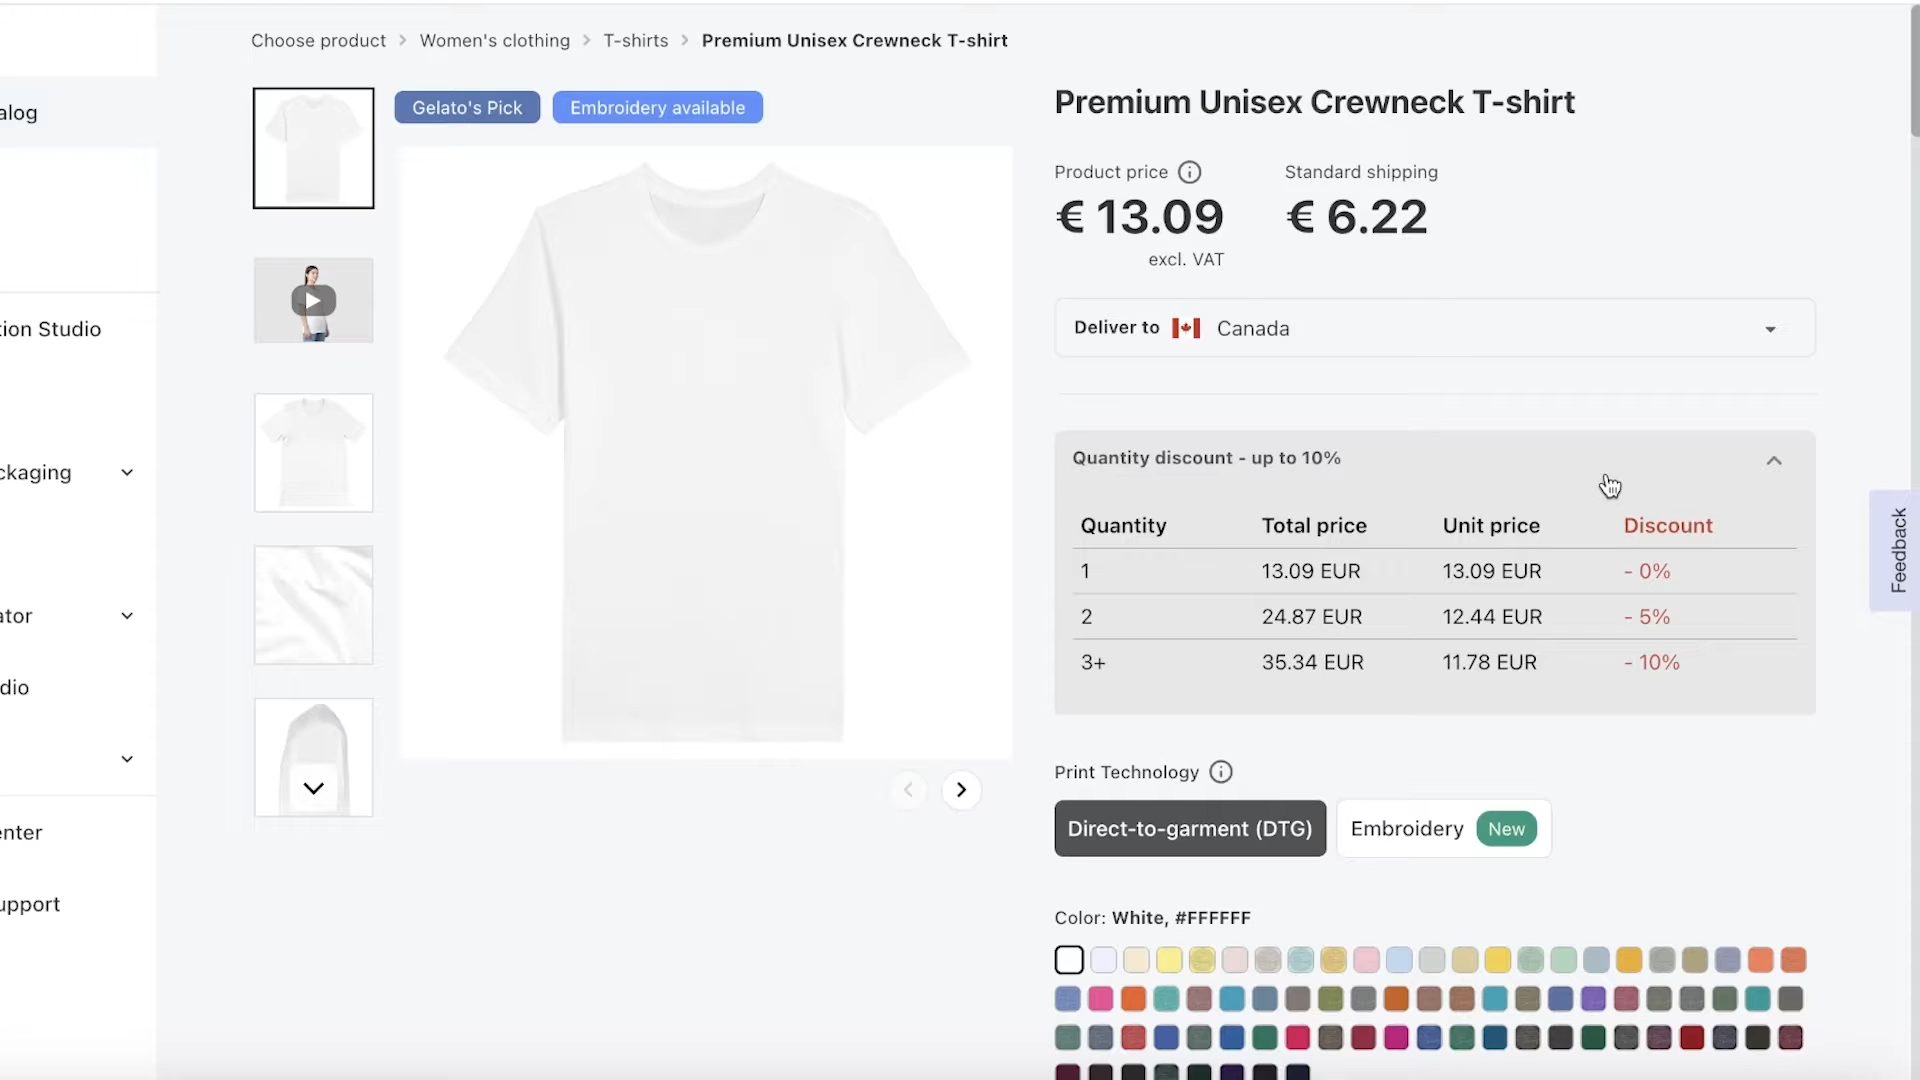 Choose product > Women's clothing > T-shirts > Premium Unisex Crewneck T-shirt
alog
tion Studio
ckaging
ator
dio
enter
upport
Gelato's Pick
Embroidery available
Premium Unisex Crewneck T-shirt
Product price
Standard shipping
€ 13.09
€ 6.22
excl. VAT
Deliver to Canada
Quantity discount - up to 10%
Quantity Total price Unit price Discount
1 13.09 EUR 13.09 EUR - 0%
2 24.87 EUR 12.44 EUR - 5%
3+ 35.34 EUR 11.78 EUR - 10%
Print Technology
Direct-to-garment (DTG)
Embroidery New
Color: White, #FFFFFF
Feedback